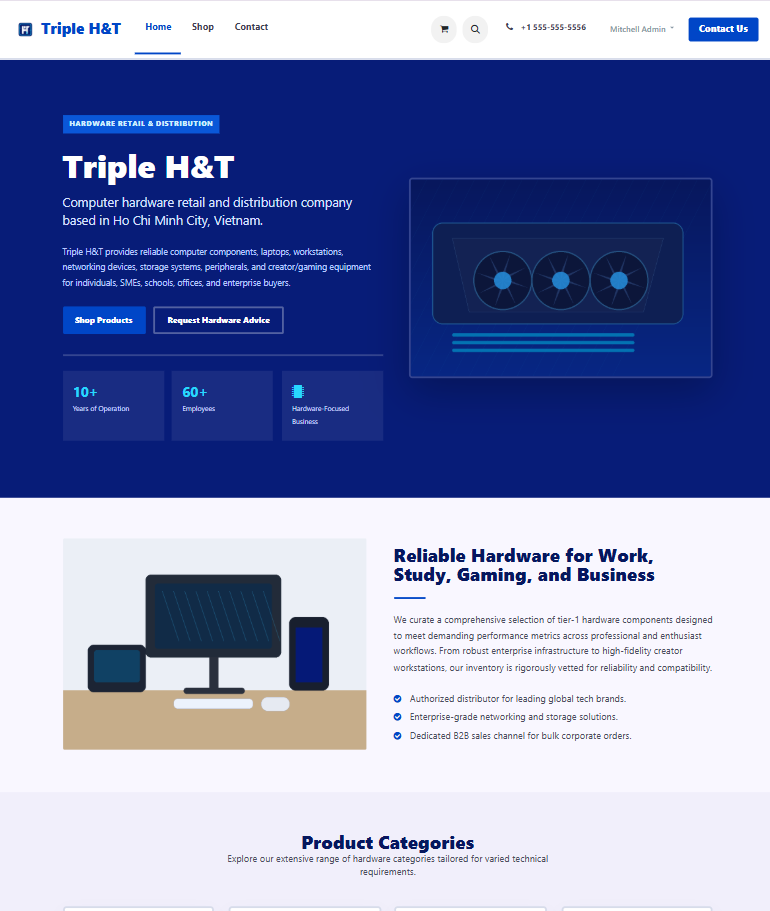 Triple H&T
Home
Shop
Contact
+1 555-555-5556
Mitchell Admin
Contact Us
HARDWARE RETAIL & DISTRIBUTION
Triple H&T
Computer hardware retail and distribution company
based in Ho Chi Minh City, Vietnam.
Triple H&T provides reliable computer components, laptops, workstations,
networking devices, storage systems, peripherals, and creator/gaming equipment
for individuals, SMEs, schools, offices, and enterprise buyers.
Shop Products
Request Hardware Advice
10+
Years of Operation
60+
Employees
Hardware-Focused
Business
Reliable Hardware for Work,
Study, Gaming, and Business
We curate a comprehensive selection of tier-1 hardware components designed
to meet demanding performance metrics across professional and enthusiast
workflows. From robust enterprise infrastructure to high-fidelity creator
workstations, our inventory is rigorously vetted for reliability and compatibility.
Authorized distributor for leading global tech brands.
Enterprise-grade networking and storage solutions.
Dedicated B2B sales channel for bulk corporate orders.
Product Categories
Explore our extensive range of hardware categories tailored for varied technical
requirements.